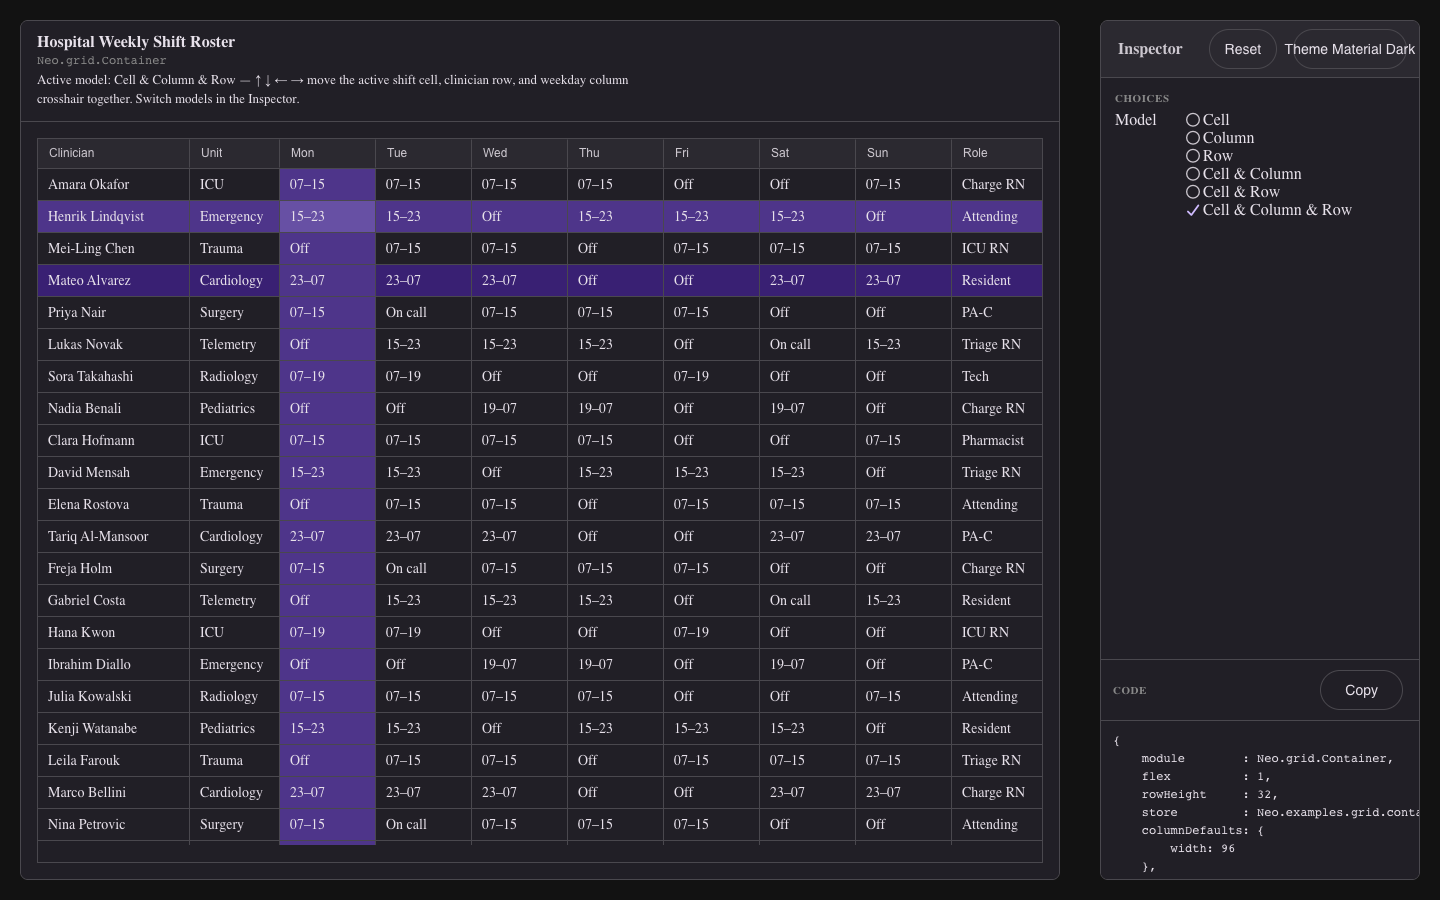 Hospital Weekly Shift Roster
Neo.grid.Container
Active model: Cell & Column & Row — ↑ ↓ ← → move the active shift cell, clinician row, and weekday column
crosshair together. Switch models in the Inspector.
Clinician Unit Mon Tue Wed Thu Fri Sat Sun Role
Amara Okafor ICU 07–15 07–15 07–15 07–15 Off Off 07–15 Charge RN
Henrik Lindqvist Emergency 15–23 15–23 Off 15–23 15–23 15–23 Off Attending
Mei-Ling Chen Trauma Off 07–15 07–15 Off 07–15 07–15 07–15 ICU RN
Mateo Alvarez Cardiology 23–07 23–07 23–07 Off Off 23–07 23–07 Resident
Priya Nair Surgery 07–15 On call 07–15 07–15 07–15 Off Off PA-C
Lukas Novak Telemetry Off 15–23 15–23 15–23 Off On call 15–23 Triage RN
Sora Takahashi Radiology 07–19 07–19 Off Off 07–19 Off Off Tech
Nadia Benali Pediatrics Off Off 19–07 19–07 Off 19–07 Off Charge RN
Clara Hofmann ICU 07–15 07–15 07–15 07–15 Off Off 07–15 Pharmacist
David Mensah Emergency 15–23 15–23 Off 15–23 15–23 15–23 Off Triage RN
Elena Rostova Trauma Off 07–15 07–15 Off 07–15 07–15 07–15 Attending
Tariq Al-Mansoor Cardiology 23–07 23–07 23–07 Off Off 23–07 23–07 PA-C
Freja Holm Surgery 07–15 On call 07–15 07–15 07–15 Off Off Charge RN
Gabriel Costa Telemetry Off 15–23 15–23 15–23 Off On call 15–23 Resident
Hana Kwon ICU 07–19 07–19 Off Off 07–19 Off Off ICU RN
Ibrahim Diallo Emergency Off Off 19–07 19–07 Off 19–07 Off PA-C
Julia Kowalski Radiology 07–15 07–15 07–15 07–15 Off Off 07–15 Attending
Kenji Watanabe Pediatrics 15–23 15–23 Off 15–23 15–23 15–23 Off Resident
Leila Farouk Trauma Off 07–15 07–15 Off 07–15 07–15 07–15 Triage RN
Marco Bellini Cardiology 23–07 23–07 23–07 Off Off 23–07 23–07 Charge RN
Nina Petrovic Surgery 07–15 On call 07–15 07–15 07–15 Off Off Attending
Inspector Reset Theme Material Dark
CHOICES
Model
Cell
Column
Row
Cell & Column
Cell & Row
Cell & Column & Row
CODE Copy
{
module : Neo.grid.Container,
flex : 1,
rowHeight : 32,
store : Neo.examples.grid.conta
columnDefaults: {
width: 96
},